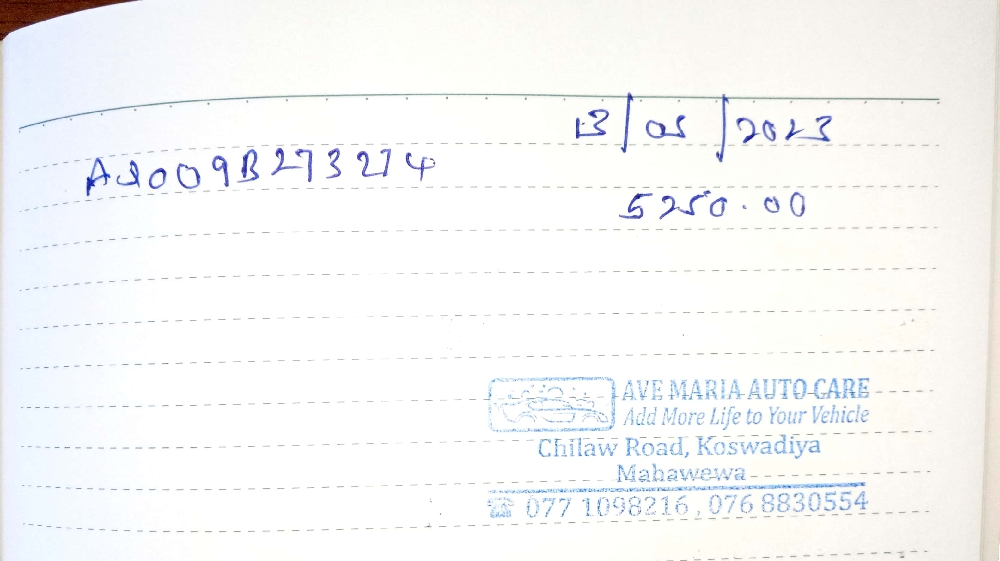 13/05/2023
AJ009B273274
5250.00
AVE MARIA AUTO CARE
Add More Life to Your Vehicle
Chilaw Road, Koswadiya
Mahawewa
077 1098216, 076 8830554